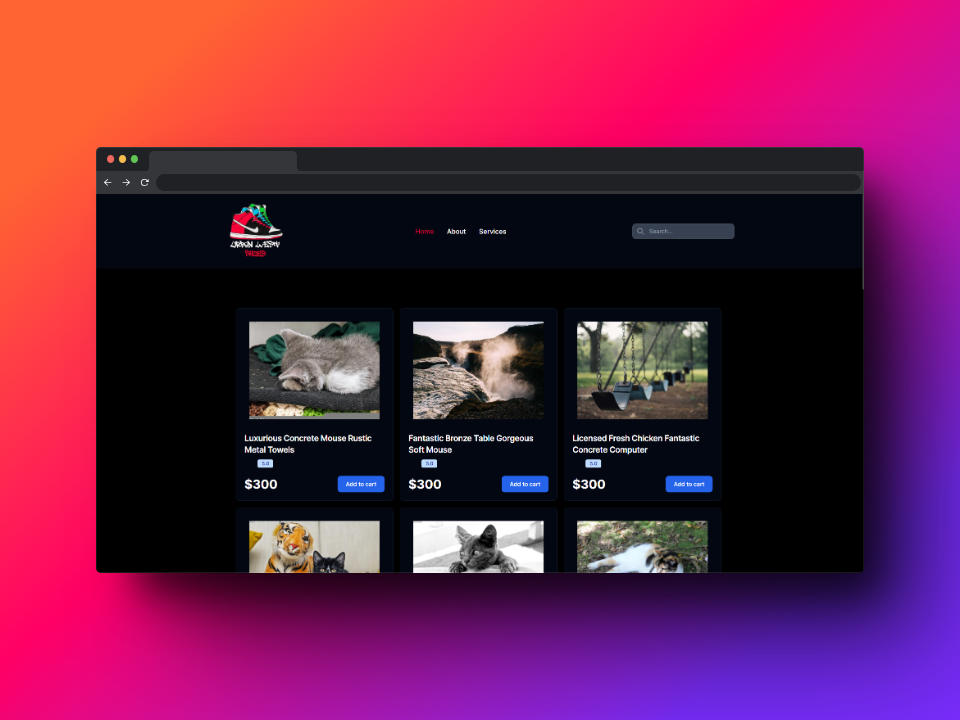 Home About Services Search...
Luxurious Concrete Mouse Rustic
Metal Towels
5.0
$300 Add to cart
Fantastic Bronze Table Gorgeous
Soft Mouse
5.0
$300 Add to cart
Licensed Fresh Chicken Fantastic
Concrete Computer
5.0
$300 Add to cart